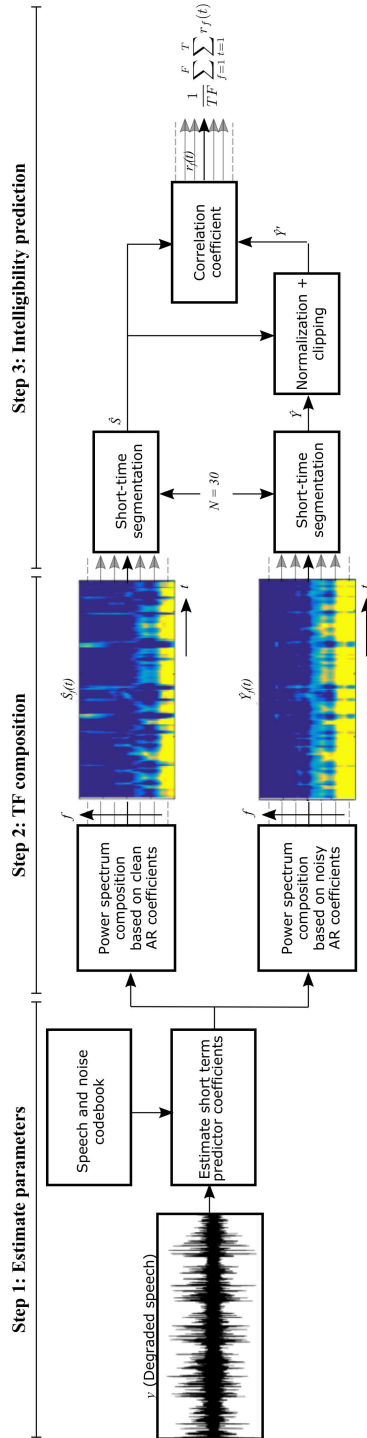 Step 1: Estimate parameters
Step 2: TF composition
Step 3: Intelligibility prediction
y (Degraded speech)
Speech and noise
codebook
Estimate short term
predictor coefficients
Power spectrum
composition
based on clean
AR coefficients
Power spectrum
composition
based on noisy
AR coefficients
f
Ŝf(t)
t
f
Ŷf(t)
t
Short-time
segmentation
N = 30
Short-time
segmentation
Ŝ
Ŷ
Normalization +
clipping
Ŷ'
Correlation
coefficient
rf(t)
1/TF ∑f=1F ∑t=1T rf(t)